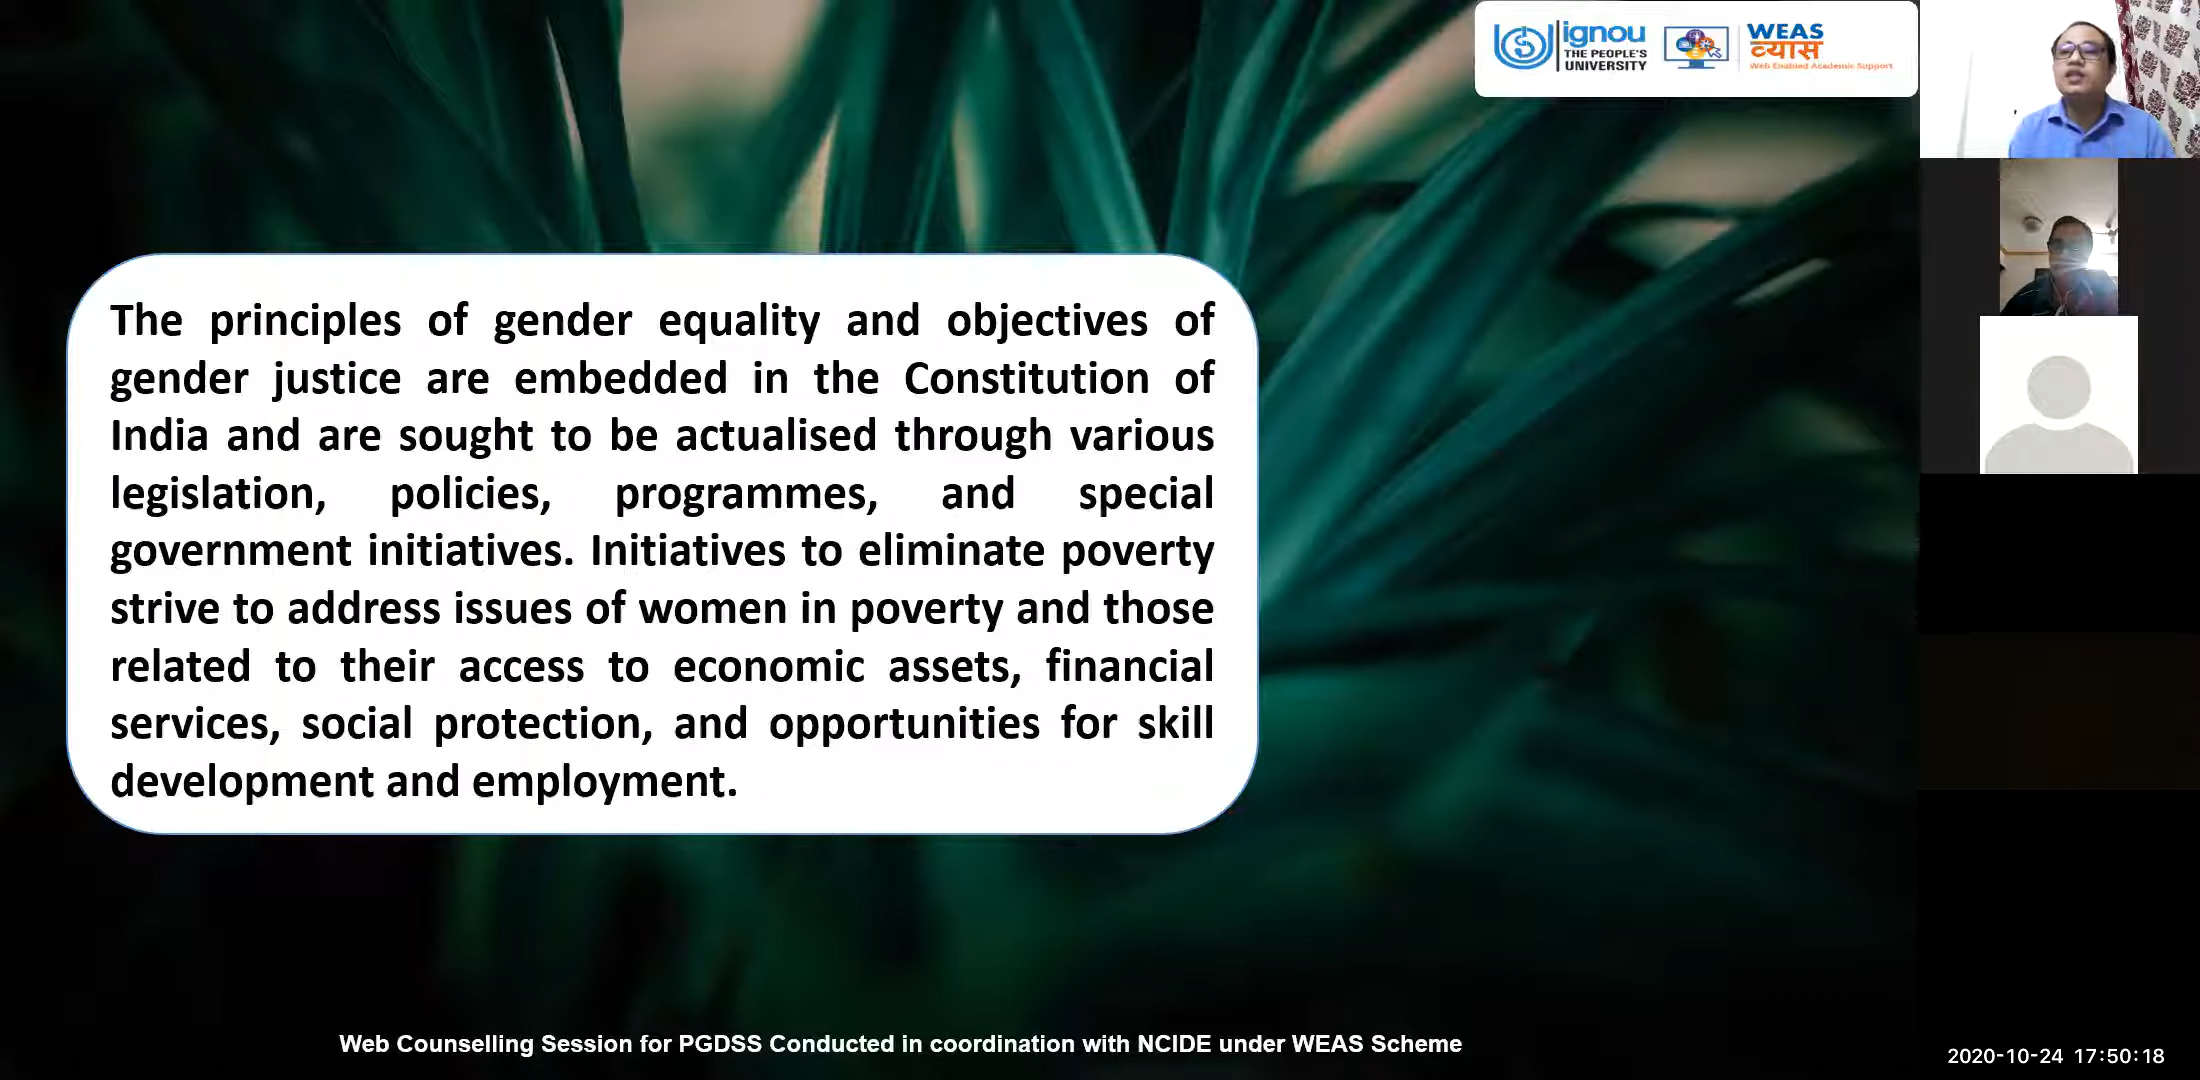 ignou
THE PEOPLE'S
UNIVERSITY
WEAS
व्यास
Web Enabled Academic Support
The principles of gender equality and objectives of
gender justice are embedded in the Constitution of
India and are sought to be actualised through various
legislation, policies, programmes, and special
government initiatives. Initiatives to eliminate poverty
strive to address issues of women in poverty and those
related to their access to economic assets, financial
services, social protection, and opportunities for skill
development and employment.
Web Counselling Session for PGDSS Conducted in coordination with NCIDE under WEAS Scheme
2020-10-24 17:50:18